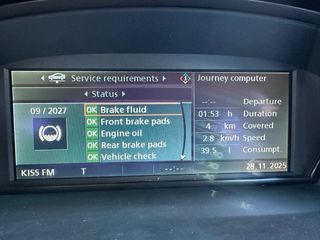 Service requirements
Journey computer
Status
--:-- Departure
09 / 2027
OK Brake fluid
01:53 h Duration
OK Front brake pads
4 km Covered
OK Engine oil
2.8 km/h Speed
OK Rear brake pads
39.5 l Consumpt.
OK Vehicle check
KISS FM T --:-- 28.11.2025